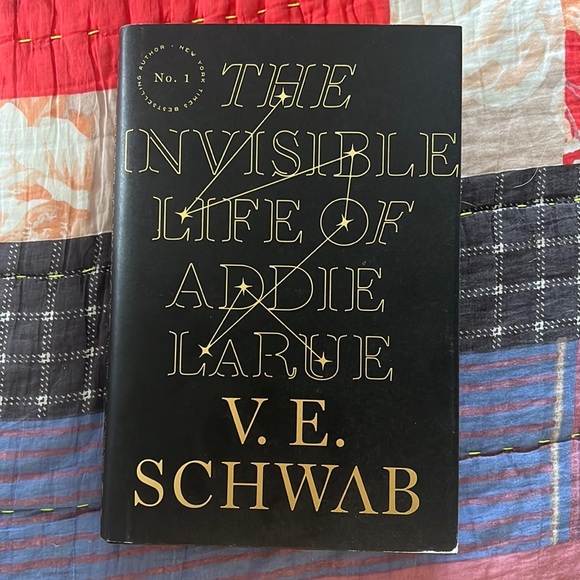 No. 1
NEW YORK TIMES BESTSELLING AUTHOR
THE
INVISIBLE
LIFE OF
ADDIE
LARUE
V. E.
SCHWAB